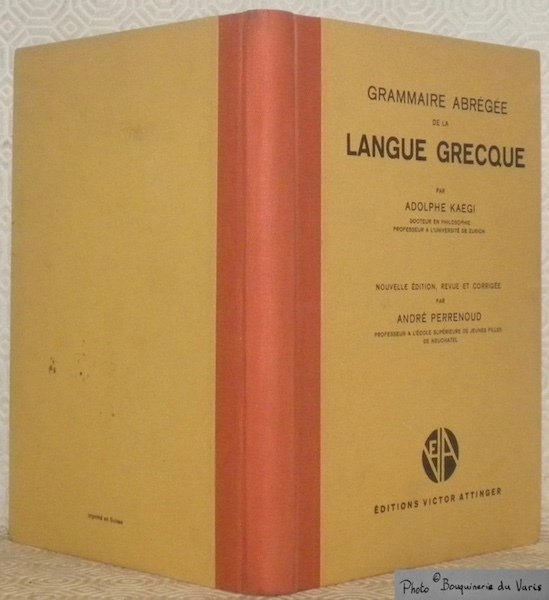 GRAMMAIRE ABRÉGÉE
DE LA
LANGUE GRECQUE
PAR
ADOLPHE KAEGI
DOCTEUR EN PHILOSOPHIE
PROFESSEUR A L'UNIVERSITÉ DE ZURICH
NOUVELLE ÉDITION, REVUE ET CORRIGÉE
PAR
ANDRÉ PERRENOUD
PROFESSEUR A L'ÉCOLE SUPÉRIEURE DE JEUNES FILLES
DE NEUCHATEL
VEA
ÉDITIONS VICTOR ATTINGER
Imprimé en Suisse
Photo © Bouquinerie du Varis